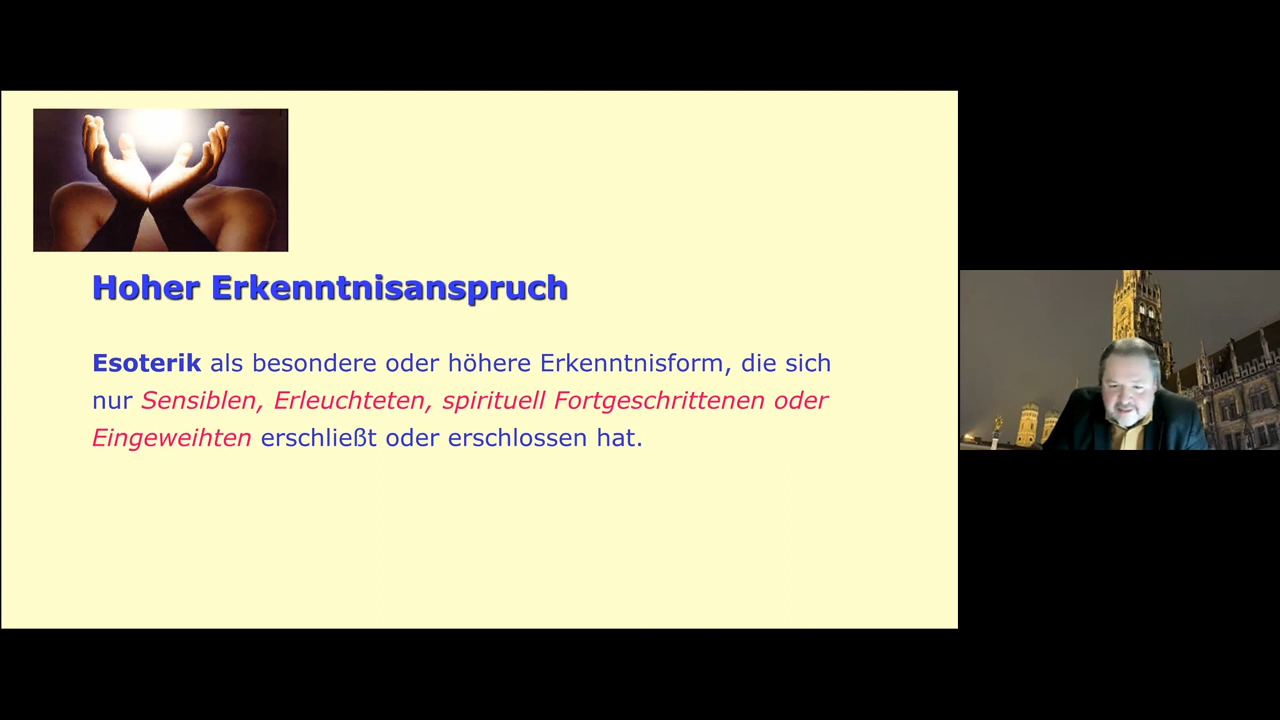 Hoher Erkenntnisanspruch
Esoterik als besondere oder höhere Erkenntnisform, die sich
nur Sensiblen, Erleuchteten, spirituell Fortgeschrittenen oder
Eingeweihten erschließt oder erschlossen hat.